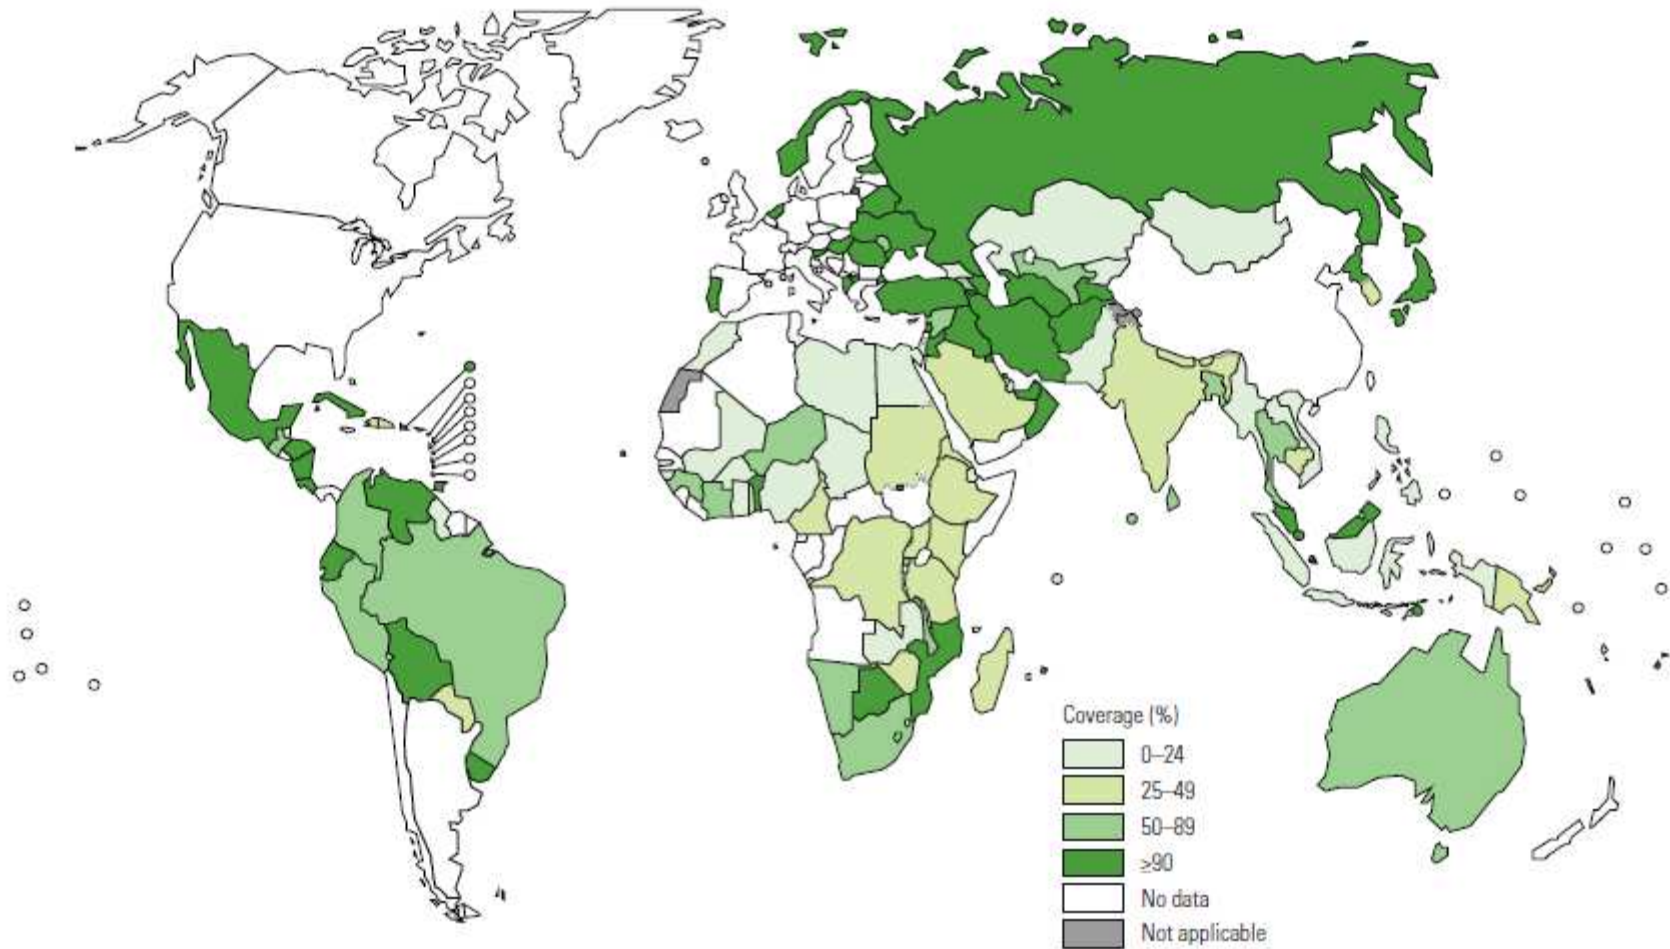 Coverage (%)
0–24
25–49
50–89
≥90
No data
Not applicable